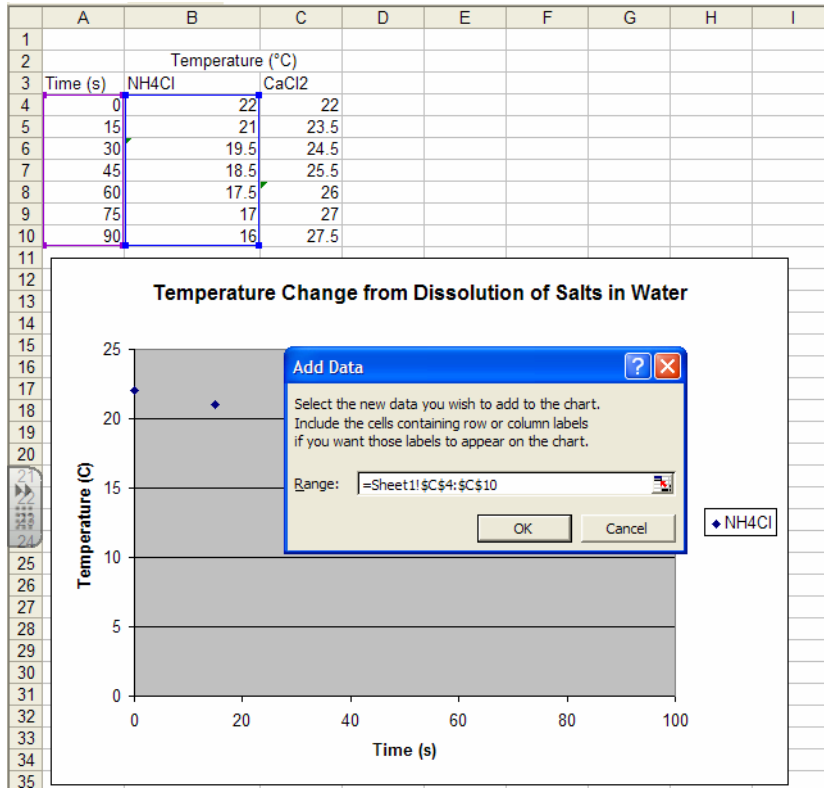 A B C D E F G H I
1
2 Temperature (°C)
3 Time (s) NH4Cl CaCl2
4 0 22 22
5 15 21 23.5
6 30 19.5 24.5
7 45 18.5 25.5
8 60 17.5 26
9 75 17 27
10 90 16 27.5
11
12
13
14
15
16
17
18
19
20
21
22
23
24
25
26
27
28
29
30
31
32
33
34
35
Temperature Change from Dissolution of Salts in Water
Temperature (C)
25
20
15
10
5
0
0 20 40 60 80 100
Time (s)
NH4Cl
Add Data
?
Select the new data you wish to add to the chart.
Include the cells containing row or column labels
if you want those labels to appear on the chart.
Range: =Sheet1!$C$4:$C$10
OK Cancel